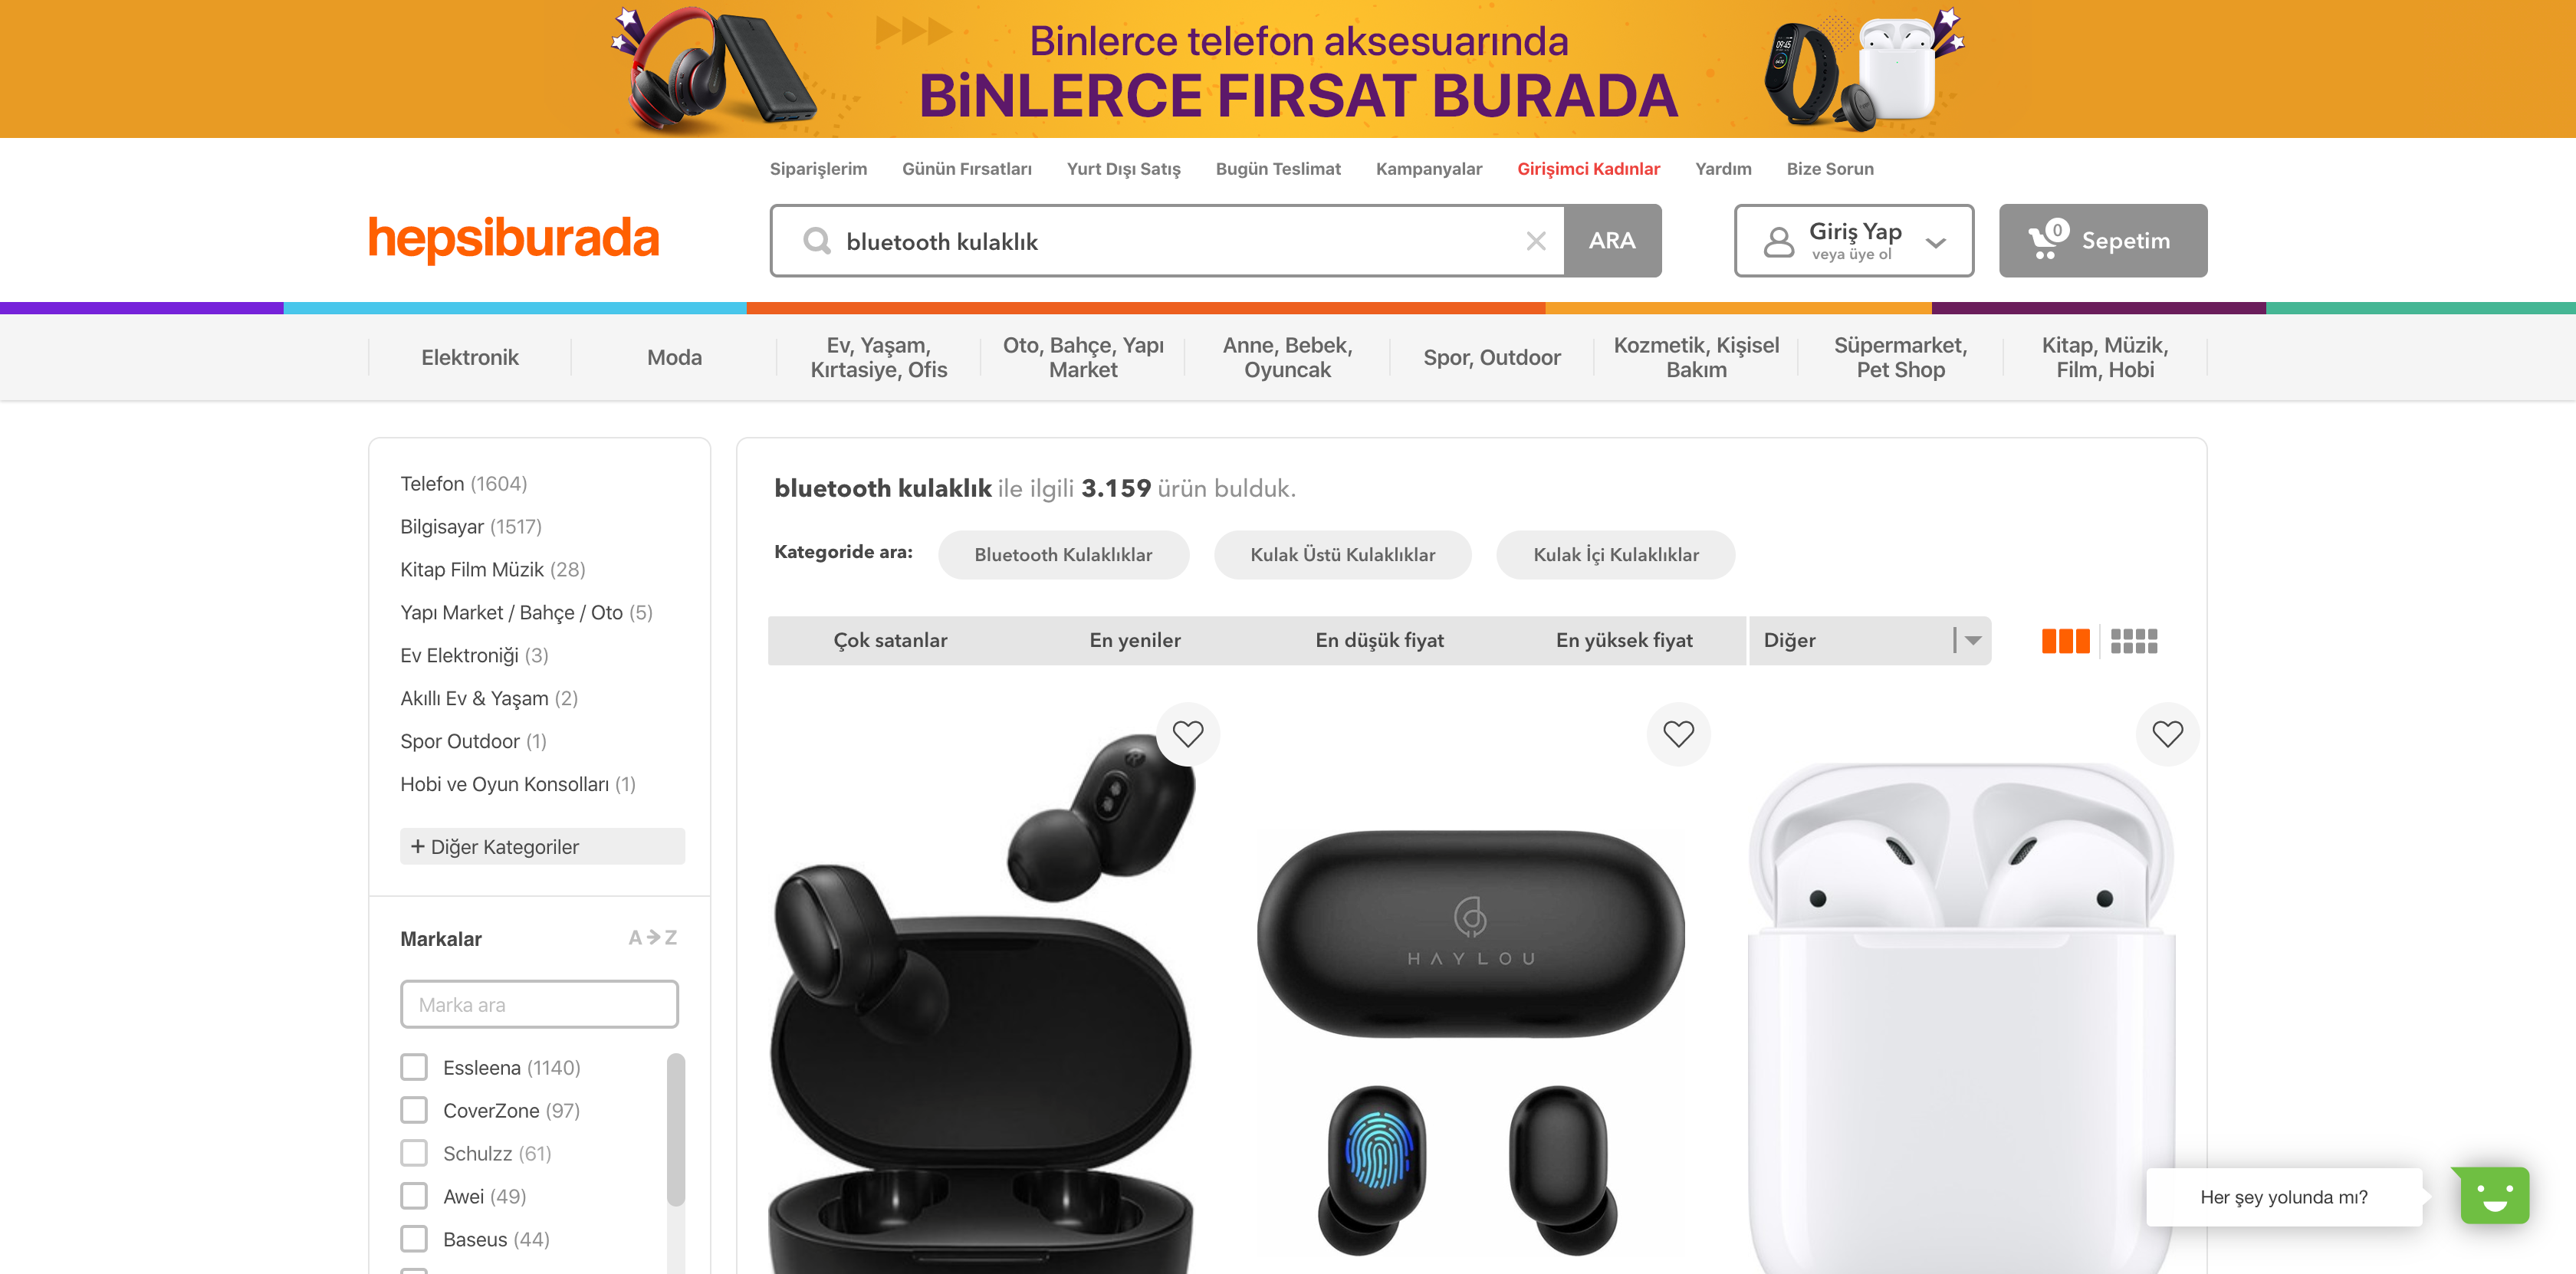 Binlerce telefon aksesuarında
BiNLERCE FIRSAT BURADA
Siparişlerim Günün Fırsatları Yurt Dışı Satış Bugün Teslimat Kampanyalar Girişimci Kadınlar Yardım Bize Sorun
hepsiburada
bluetooth kulaklık
ARA
Giriş Yap
veya üye ol
0
Sepetim
Elektronik
Moda
Ev, Yaşam,
Kırtasiye, Ofis
Oto, Bahçe, Yapı
Market
Anne, Bebek,
Oyuncak
Spor, Outdoor
Kozmetik, Kişisel
Bakım
Süpermarket,
Pet Shop
Kitap, Müzik,
Film, Hobi
Telefon (1604)
Bilgisayar (1517)
Kitap Film Müzik (28)
Yapı Market / Bahçe / Oto (5)
Ev Elektroniği (3)
Akıllı Ev & Yaşam (2)
Spor Outdoor (1)
Hobi ve Oyun Konsolları (1)
+ Diğer Kategoriler
Markalar
A → Z
Marka ara
Essleena (1140)
CoverZone (97)
Schulzz (61)
Awei (49)
Baseus (44)
bluetooth kulaklık ile ilgili 3.159 ürün bulduk.
Kategoride ara: Bluetooth Kulaklıklar Kulak Üstü Kulaklıklar Kulak İçi Kulaklıklar
Çok satanlar En yeniler En düşük fiyat En yüksek fiyat Diğer
HAYLOU
Her şey yolunda mı?